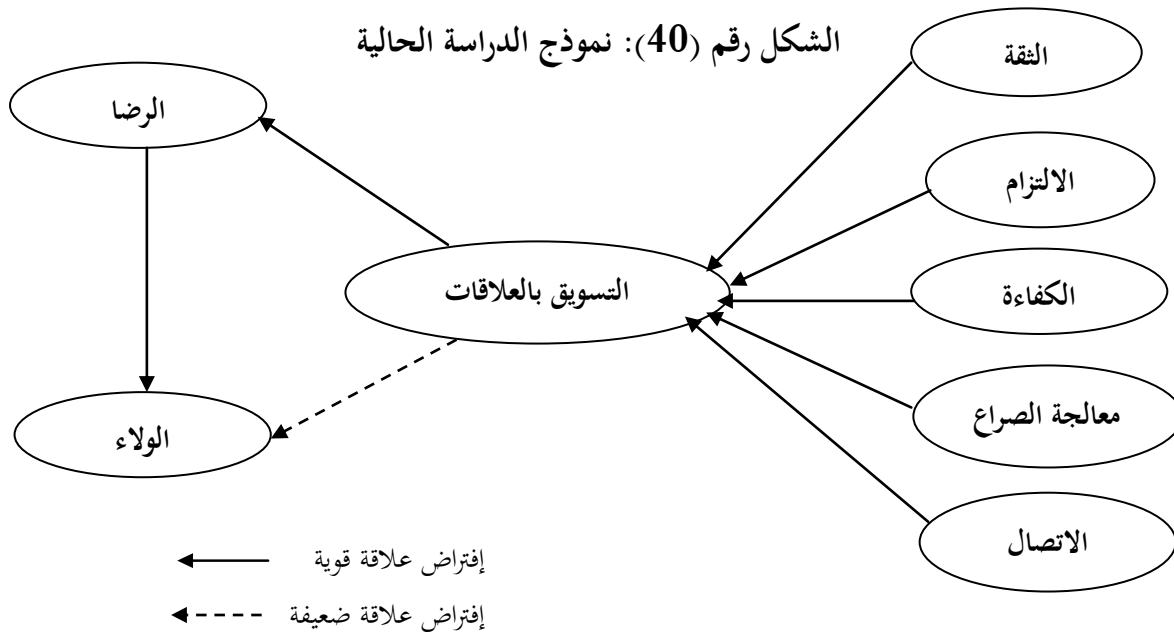 الشكل رقم (40): نموذج الدراسة الحالية
الثقة
الرضا
الالتزام
التسويق بالعلاقات
الكفاءة
معالجة الصراع
الولاء
الاتصال
إفتراض علاقة قوية
إفتراض علاقة ضعيفة